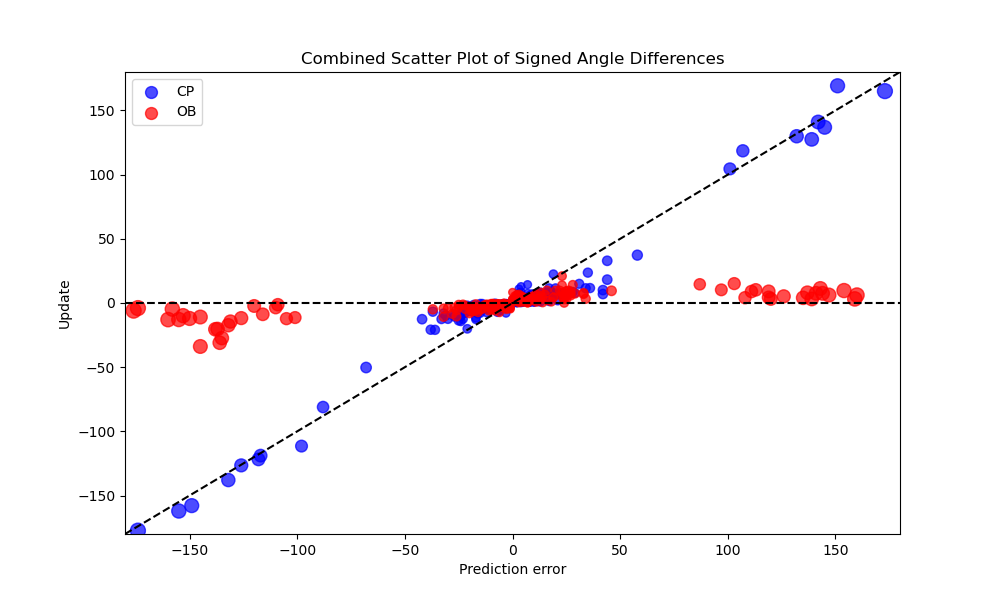 Combined Scatter Plot of Signed Angle Differences
CP
OB
150
100
50
0
−50
−100
−150
Update
−150
−100
−50
0
50
100
150
Prediction error